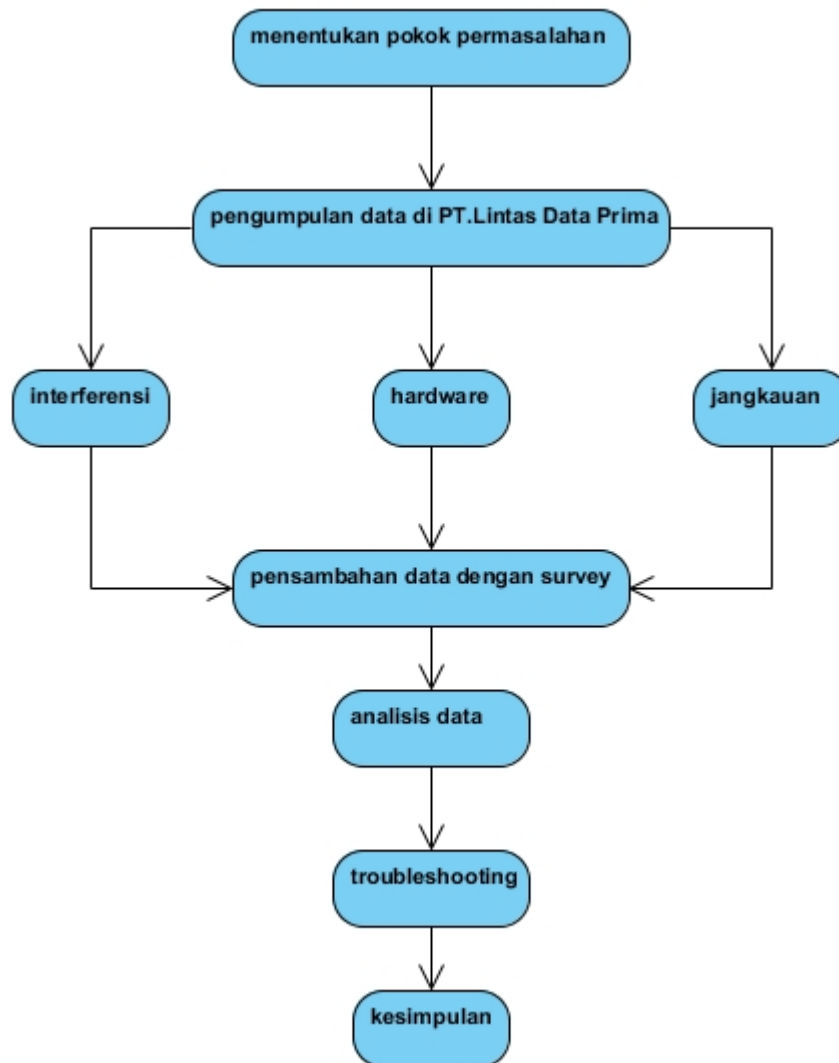 menentukan pokok permasalahan
pengumpulan data di PT.Lintas Data Prima
interferensi
hardware
jangkauan
pensambahan data dengan survey
analisis data
troubleshooting
kesimpulan